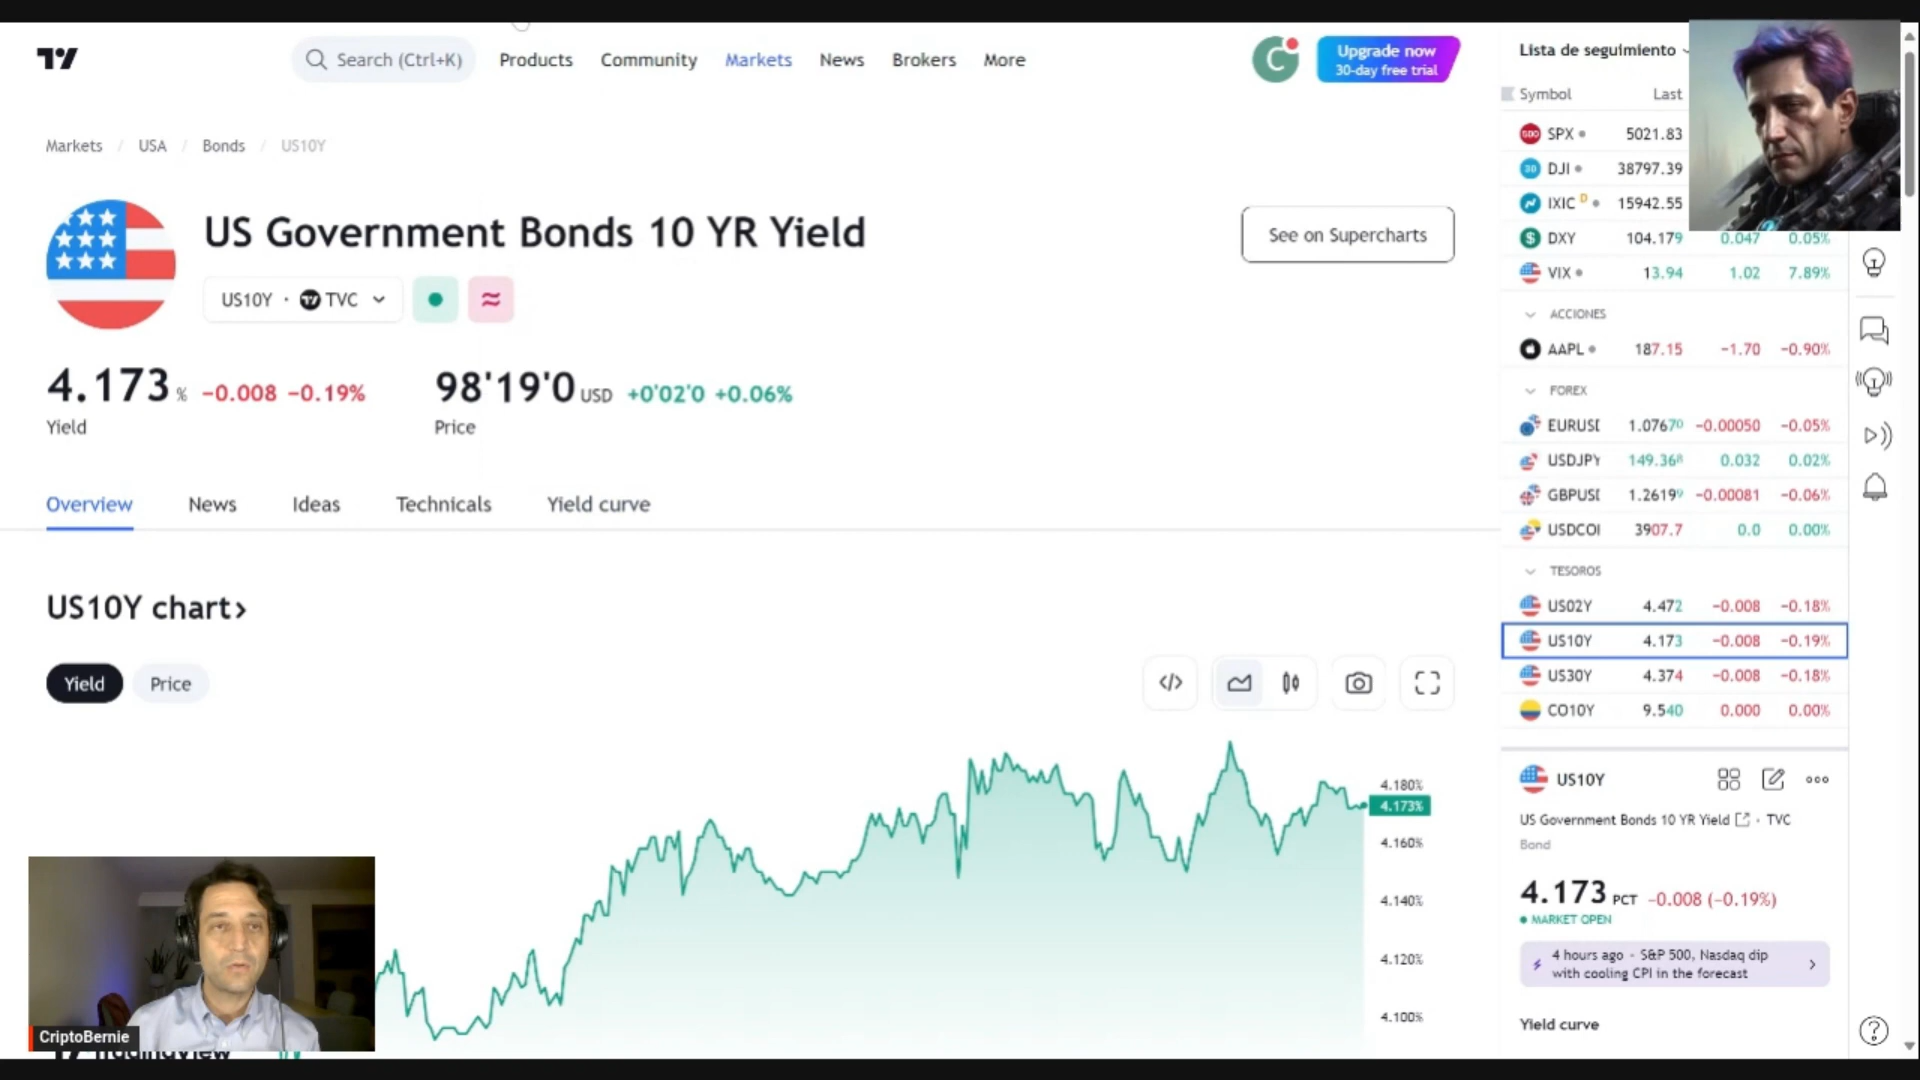 Search (Ctrl+K)
Products
Community
Markets
News
Brokers
More
C
Upgrade now
30-day free trial
Markets / USA / Bonds / US10Y
US Government Bonds 10 YR Yield
See on Supercharts
US10Y · TVC
4.173 % −0.008 −0.19%
98'19'0 USD +0'02'0 +0.06%
Yield
Price
Overview
News
Ideas
Technicals
Yield curve
US10Y chart›
Yield
Price
4.180%
4.173%
4.160%
4.140%
4.120%
4.100%
CriptoBernie
Lista de seguimiento
Symbol Last
500 SPX 5021.83
30 DJI 38797.39
IXIC D 15942.55
DXY 104.179 0.047 0.05%
VIX 13.94 1.02 7.89%
ACCIONES
AAPL 187.15 −1.70 −0.90%
FOREX
EURUSD 1.07670 −0.00050 −0.05%
USDJPY 149.368 0.032 0.02%
GBPUSD 1.26199 −0.00081 −0.06%
USDCOP 3907.7 0.0 0.00%
TESOROS
US02Y 4.472 −0.008 −0.18%
US10Y 4.173 −0.008 −0.19%
US30Y 4.374 −0.008 −0.18%
CO10Y 9.540 0.000 0.00%
US10Y
US Government Bonds 10 YR Yield · TVC
Bond
4.173 PCT −0.008 (−0.19%)
MARKET OPEN
4 hours ago - S&P 500, Nasdaq dip
with cooling CPI in the forecast
Yield curve